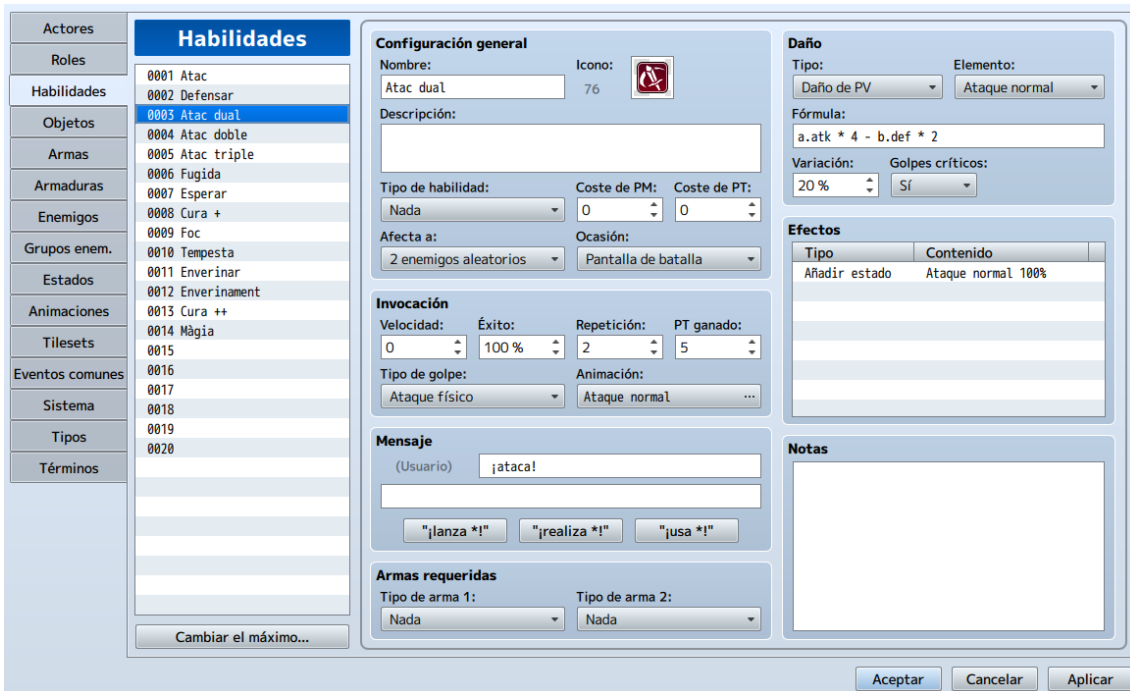 Actores
Roles
Habilidades
Objetos
Armas
Armaduras
Enemigos
Grupos enem.
Estados
Animaciones
Tilesets
Eventos comunes
Sistema
Tipos
Términos
Habilidades
0001 Atac
0002 Defensar
0003 Atac dual
0004 Atac doble
0005 Atac triple
0006 Fugida
0007 Esperar
0008 Cura +
0009 Foc
0010 Tempesta
0011 Enverinar
0012 Enverinament
0013 Cura ++
0014 Màgia
0015
0016
0017
0018
0019
0020
Cambiar el máximo...
Configuración general
Nombre: Icono:
Atac dual 76
Descripción:
Tipo de habilidad: Coste de PM: Coste de PT:
Nada 0 0
Afecta a: Ocasión:
2 enemigos aleatorios Pantalla de batalla
Invocación
Velocidad: Éxito: Repetición: PT ganado:
0 100 % 2 5
Tipo de golpe: Animación:
Ataque físico Ataque normal ...
Mensaje
(Usuario) ¡ataca!
"¡lanza *!" "¡realiza *!" "¡usa *!"
Armas requeridas
Tipo de arma 1: Tipo de arma 2:
Nada Nada
Daño
Tipo: Elemento:
Daño de PV Ataque normal
Fórmula:
a.atk * 4 - b.def * 2
Variación: Golpes críticos:
20 % Sí
Efectos
Tipo Contenido
Añadir estado Ataque normal 100%
Notas
Aceptar Cancelar Aplicar